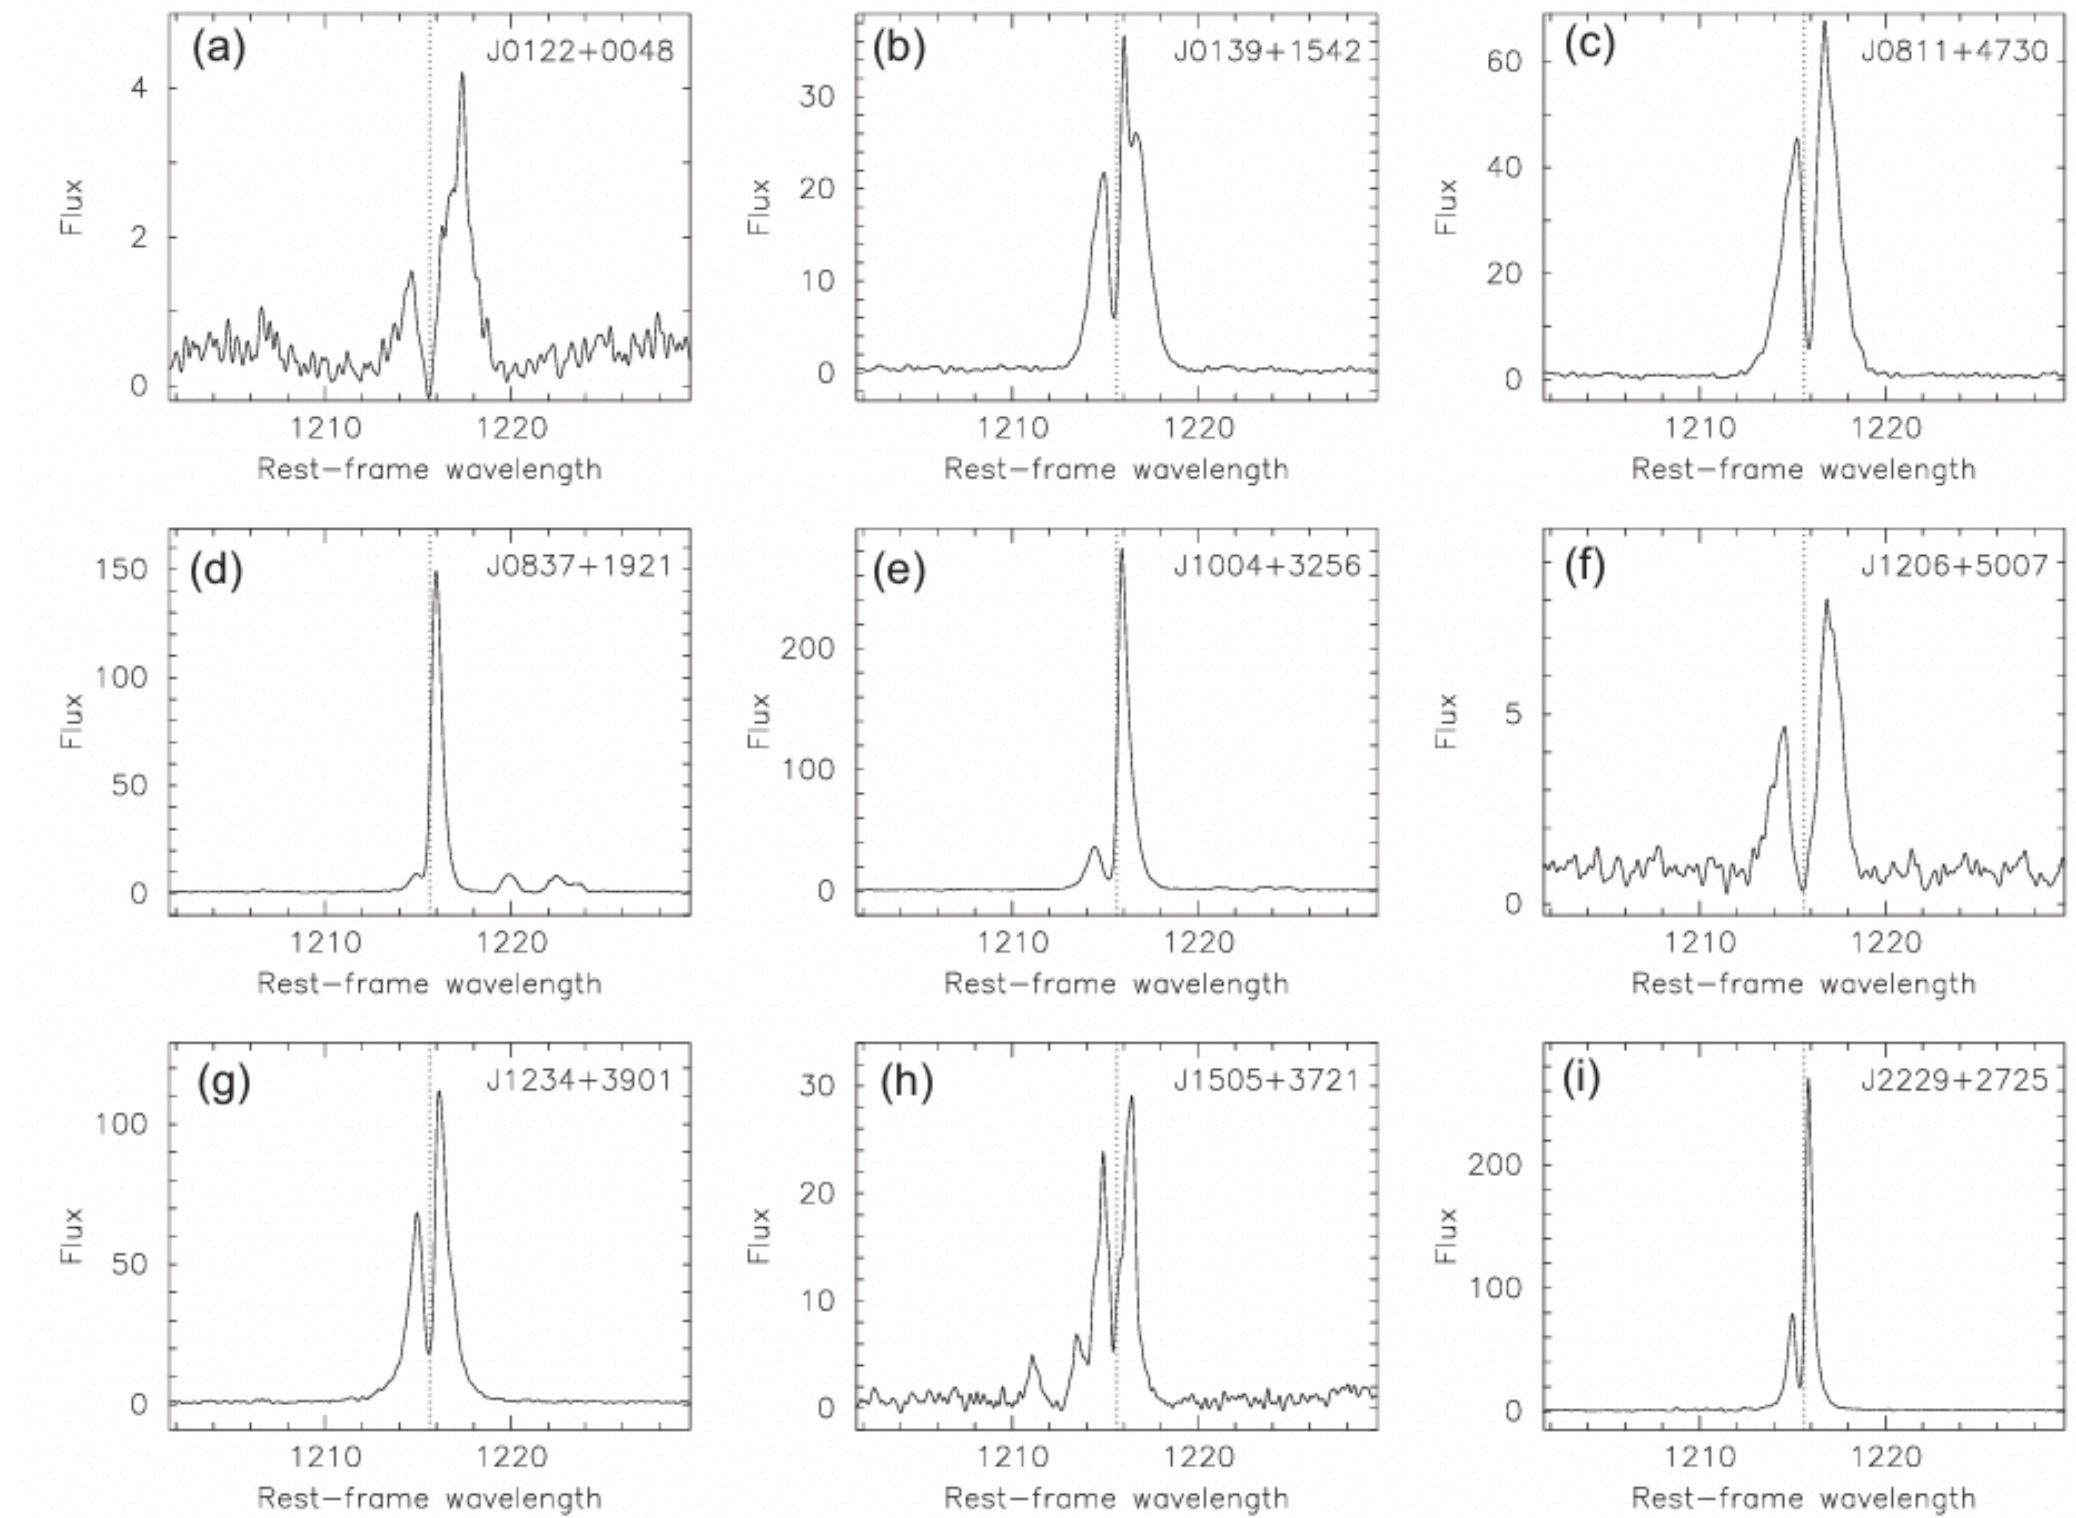 (a) J0122+0048
4
2
0
Flux
1210 1220
Rest-frame wavelength
(b) J0139+1542
30
20
10
0
Flux
1210 1220
Rest-frame wavelength
(c) J0811+4730
60
40
20
0
Flux
1210 1220
Rest-frame wavelength
(d) J0837+1921
150
100
50
0
Flux
1210 1220
Rest-frame wavelength
(e) J1004+3256
200
100
0
Flux
1210 1220
Rest-frame wavelength
(f) J1206+5007
5
0
Flux
1210 1220
Rest-frame wavelength
(g) J1234+3901
100
50
0
Flux
1210 1220
Rest-frame wavelength
(h) J1505+3721
30
20
10
0
Flux
1210 1220
Rest-frame wavelength
(i) J2229+2725
200
100
0
Flux
1210 1220
Rest-frame wavelength